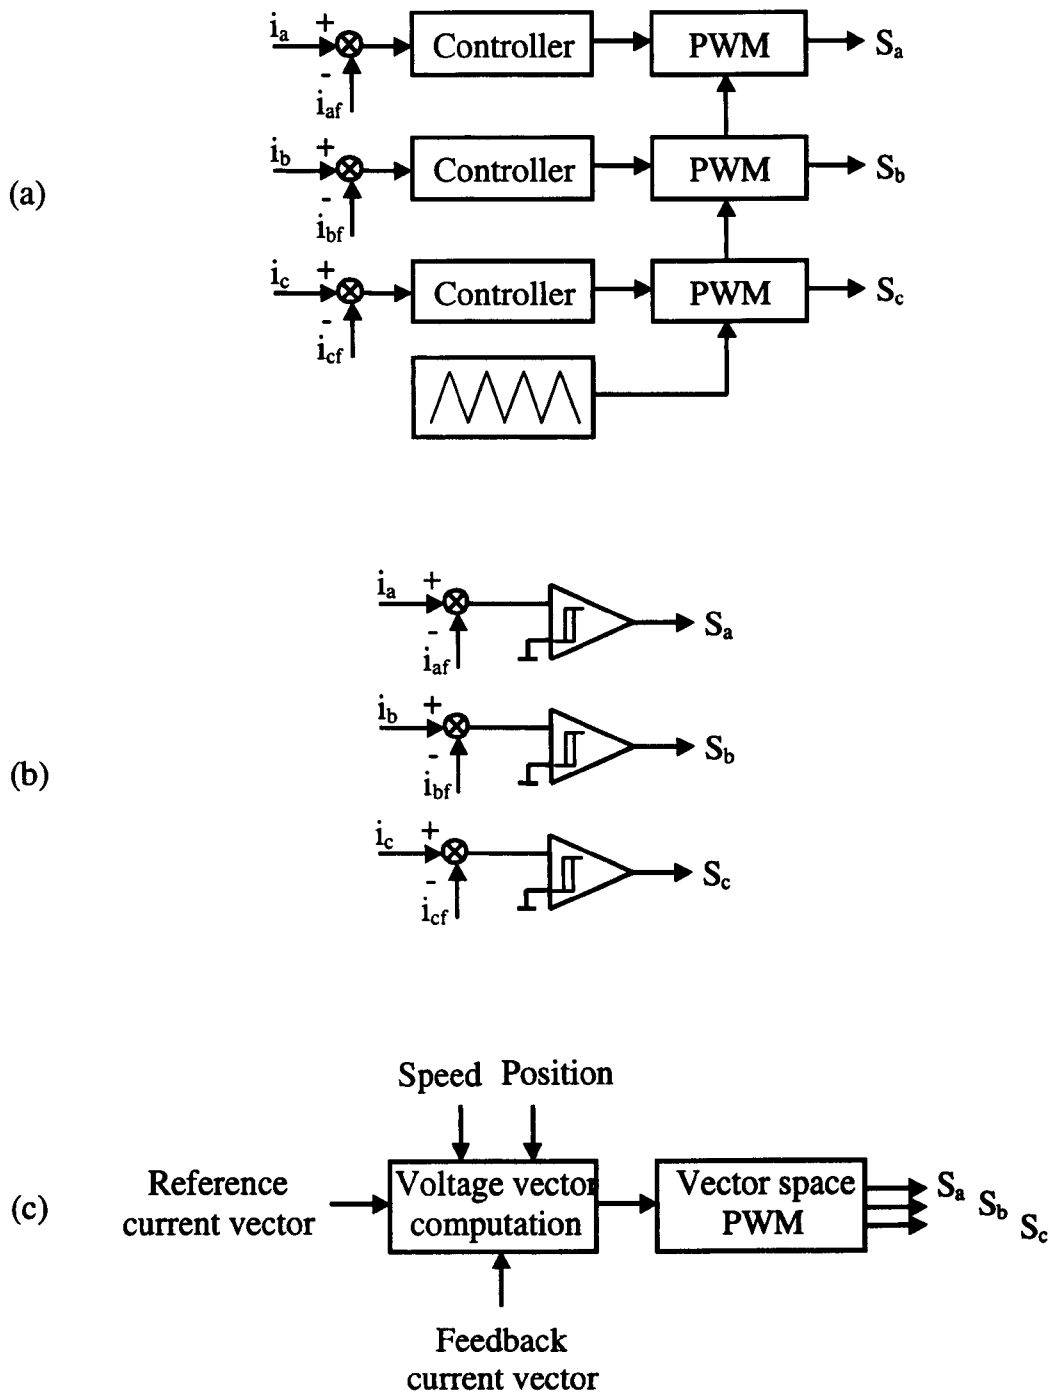 (a)
i_a + Controller PWM S_a
-
i_af
i_b + Controller PWM S_b
-
i_bf
i_c + Controller PWM S_c
-
i_cf
(b)
i_a + S_a
-
i_af
i_b + S_b
-
i_bf
i_c + S_c
-
i_cf
(c)
Speed Position
Reference
current vector
Voltage vector
computation
Vector space
PWM
S_a
S_b
S_c
Feedback
current vector